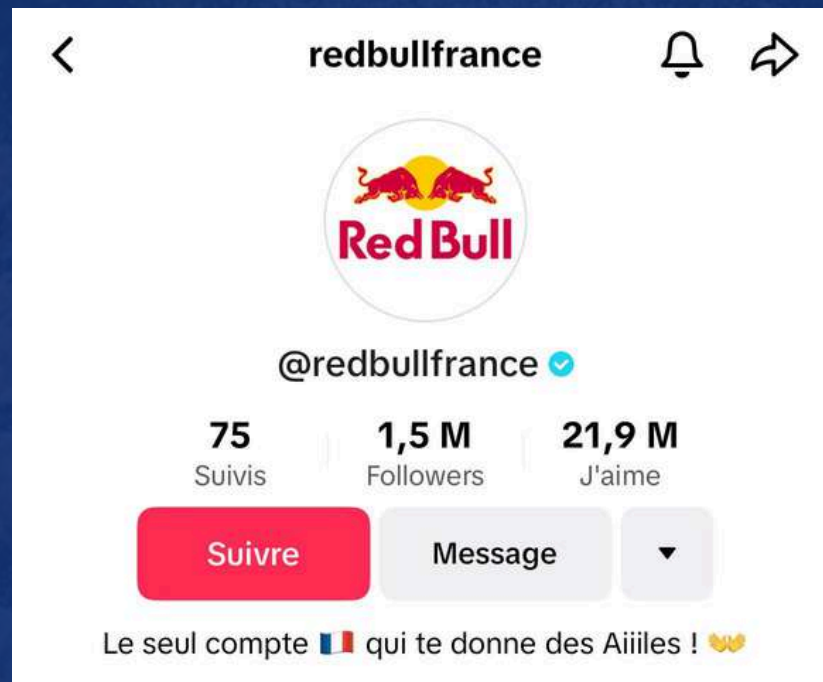 redbullfrance
Red Bull
@redbullfrance
75 1,5 M 21,9 M
Suivis Followers J'aime
Suivre Message
Le seul compte 🇫🇷 qui te donne des Aiiiles ! 👐